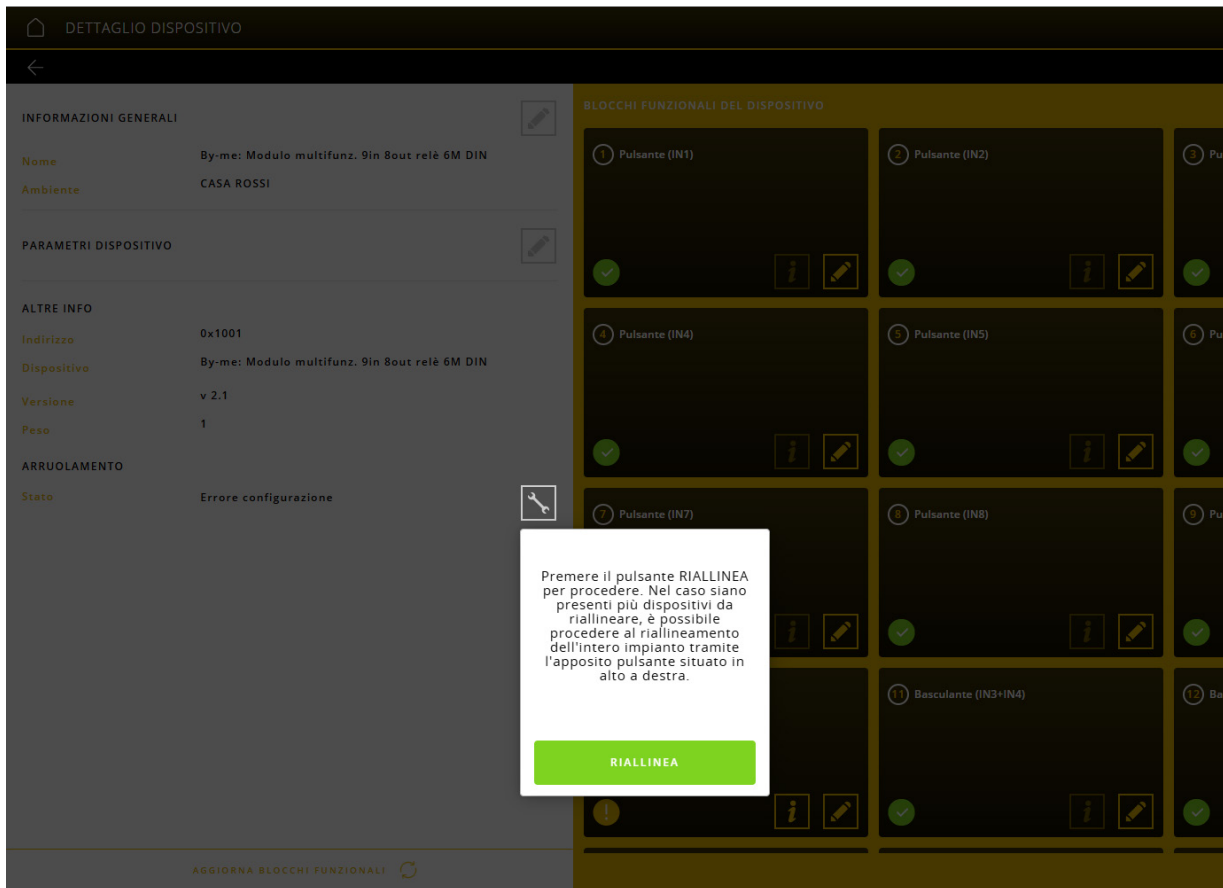 DETTAGLIO DISPOSITIVO
INFORMAZIONI GENERALI
Nome
By-me: Modulo multifunz. 9in 8out relè 6M DIN
Ambiente
CASA ROSSI
PARAMETRI DISPOSITIVO
ALTRE INFO
Indirizzo
0x1001
Dispositivo
By-me: Modulo multifunz. 9in 8out relè 6M DIN
Versione
v 2.1
Peso
1
ARRUOLAMENTO
Stato
Errore configurazione
AGGIORNA BLOCCHI FUNZIONALI
BLOCCHI FUNZIONALI DEL DISPOSITIVO
1 Pulsante (IN1)
2 Pulsante (IN2)
3 Pu
4 Pulsante (IN4)
5 Pulsante (IN5)
6 Pu
7 Pulsante (IN7)
8 Pulsante (IN8)
9 Pu
11 Basculante (IN3+IN4)
12 Ba
Premere il pulsante RIALLINEA
per procedere. Nel caso siano
presenti più dispositivi da
riallineare, è possibile
procedere al riallineamento
dell'intero impianto tramite
l'apposito pulsante situato in
alto a destra.
RIALLINEA